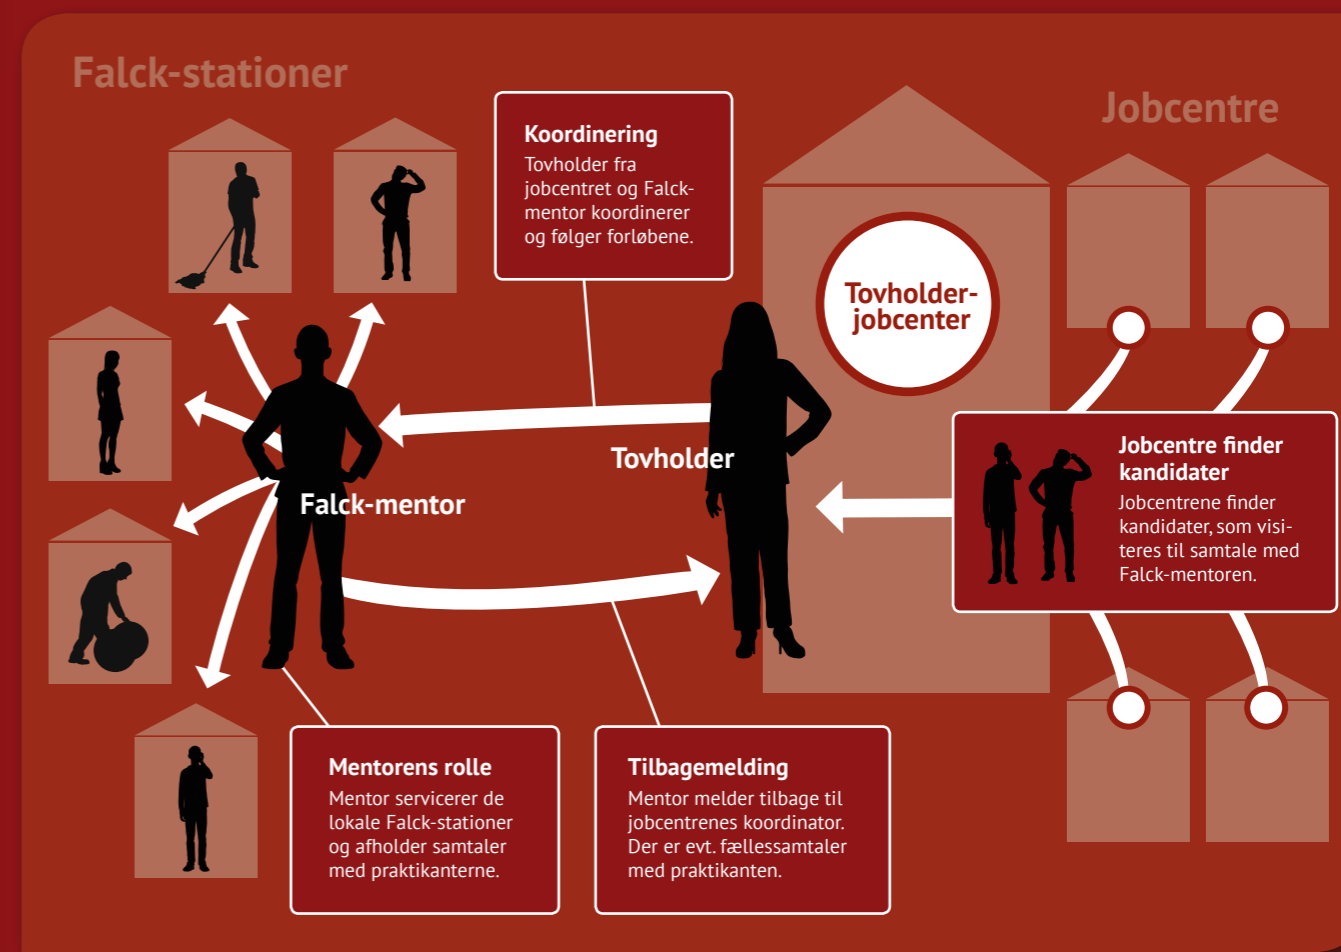 Falck-stationer
Jobcentre
Koordinering
Tovholder fra
jobcentret og Falck-
mentor koordinerer
og følger forløbene.
Tovholder-
jobcenter
Jobcentre finder
kandidater
Jobcentrene finder
kandidater, som visi-
teres til samtale med
Falck-mentoren.
Tovholder
Falck-mentor
Mentorens rolle
Mentor servicerer de
lokale Falck-stationer
og afholder samtaler
med praktikanterne.
Tilbagemelding
Mentor melder tilbage til
jobcentrenes koordinator.
Der er evt. fællessamtaler
med praktikanten.